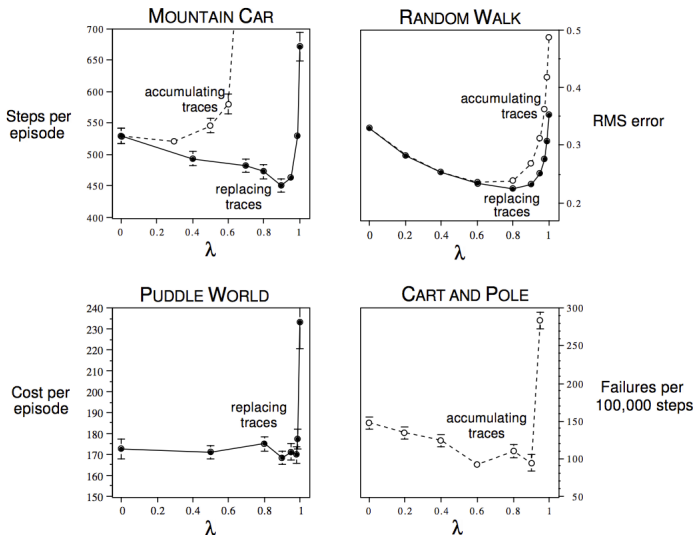 MOUNTAIN CAR
700
650
600
550
500
450
400
Steps per
episode
accumulating
traces
replacing
traces
0 0.2 0.4 0.6 0.8 1
λ
RANDOM WALK
0.5
0.4
0.3
0.2
RMS error
accumulating
traces
replacing
traces
0 0.2 0.4 0.6 0.8 1
λ
PUDDLE WORLD
240
230
220
210
200
190
180
170
160
150
Cost per
episode
replacing
traces
0 0.2 0.4 0.6 0.8 1
λ
CART AND POLE
300
250
200
150
100
50
Failures per
100,000 steps
accumulating
traces
0 0.2 0.4 0.6 0.8 1
λ